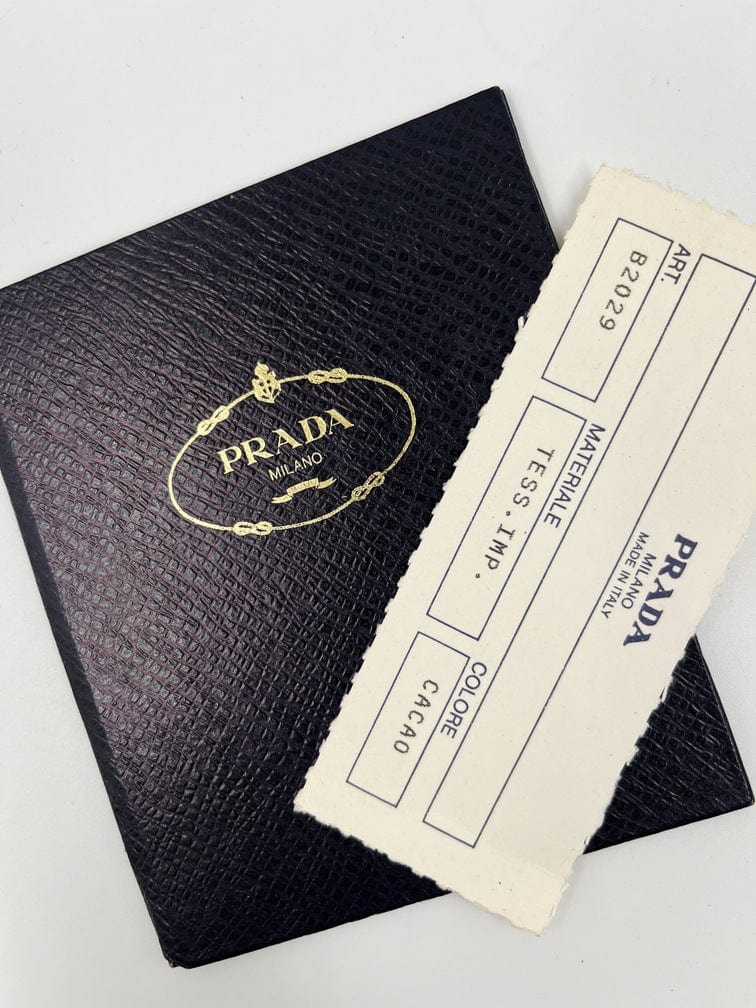 PRADA
MILANO
PRADA
MILANO
MADE IN ITALY
ART.
B2029
MATERIALE
TESS.IMP.
COLORE
CACAO